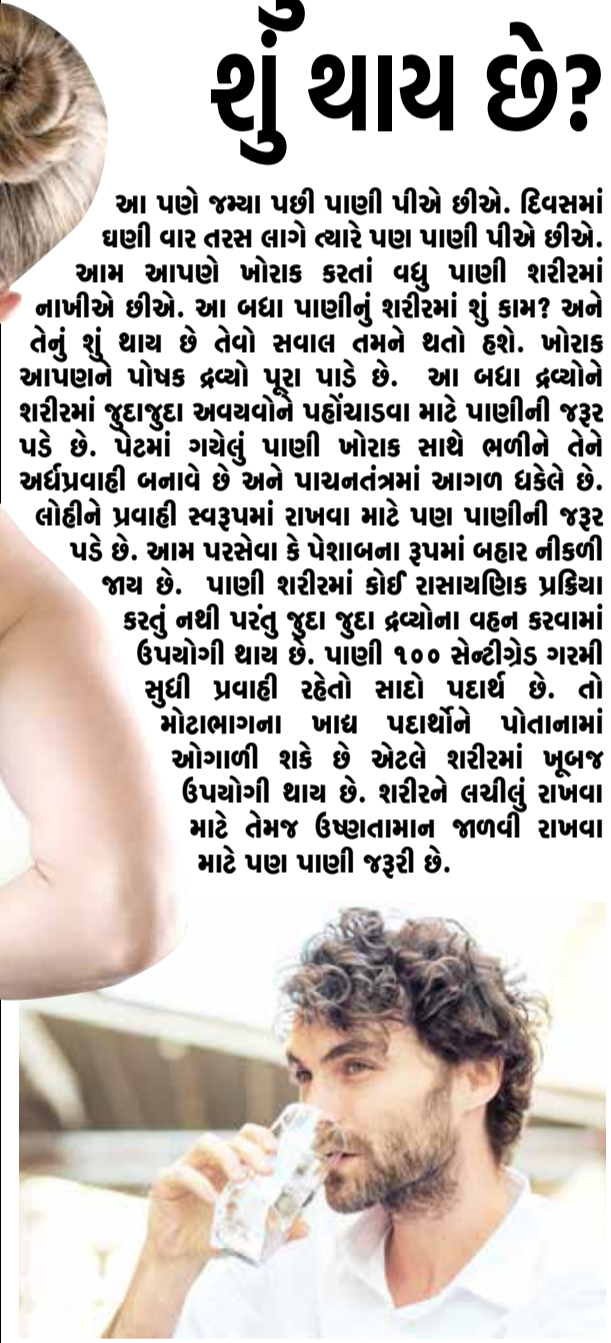 શું થાય છે?
આ પણે જમ્યા પછી પાણી પીએ છીએ. દિવસમાં
ઘણી વાર તરસ લાગે ત્યારે પણ પાણી પીએ છીએ.
આમ આપણે ખોરાક કરતાં વધુ પાણી શરીરમાં
નાખીએ છીએ. આ બધા પાણીનું શરીરમાં શું કામ? અને
તેનું શું થાય છે તેવો સવાલ તમને થતો હશે. ખોરાક
આપણને પોષક દ્રવ્યો પૂરા પાડે છે. આ બધા દ્રવ્યોને
શરીરમાં જુદાજુદા અવયવોને પહોંચાડવા માટે પાણીની જરૂર
પડે છે. પેટમાં ગયેલું પાણી ખોરાક સાથે ભળીને તેને
અર્ધપ્રવાહી બનાવે છે અને પાચનતંત્રમાં આગળ ધકેલે છે.
લોહીને પ્રવાહી સ્વરૂપમાં રાખવા માટે પણ પાણીની જરૂર
પડે છે. આમ પરસેવા કે પેશાબના રૂપમાં બહાર નીકળી
જાય છે. પાણી શરીરમાં કોઈ રાસાયણિક પ્રક્રિયા
કરતું નથી પરંતુ જુદા જુદા દ્રવ્યોના વહન કરવામાં
ઉપયોગી થાય છે. પાણી ૧૦૦ સેન્ટીગ્રેડ ગરમી
સુધી પ્રવાહી રહેતો સાદો પદાર્થ છે. તો
મોટાભાગના ખાદ્ય પદાર્થોને પોતાનામાં
ઓગાળી શકે છે એટલે શરીરમાં ખૂબજ
ઉપયોગી થાય છે. શરીરને લચીલું રાખવા
માટે તેમજ ઉષ્ણતામાન જાળવી રાખવા
માટે પણ પાણી જરૂરી છે.